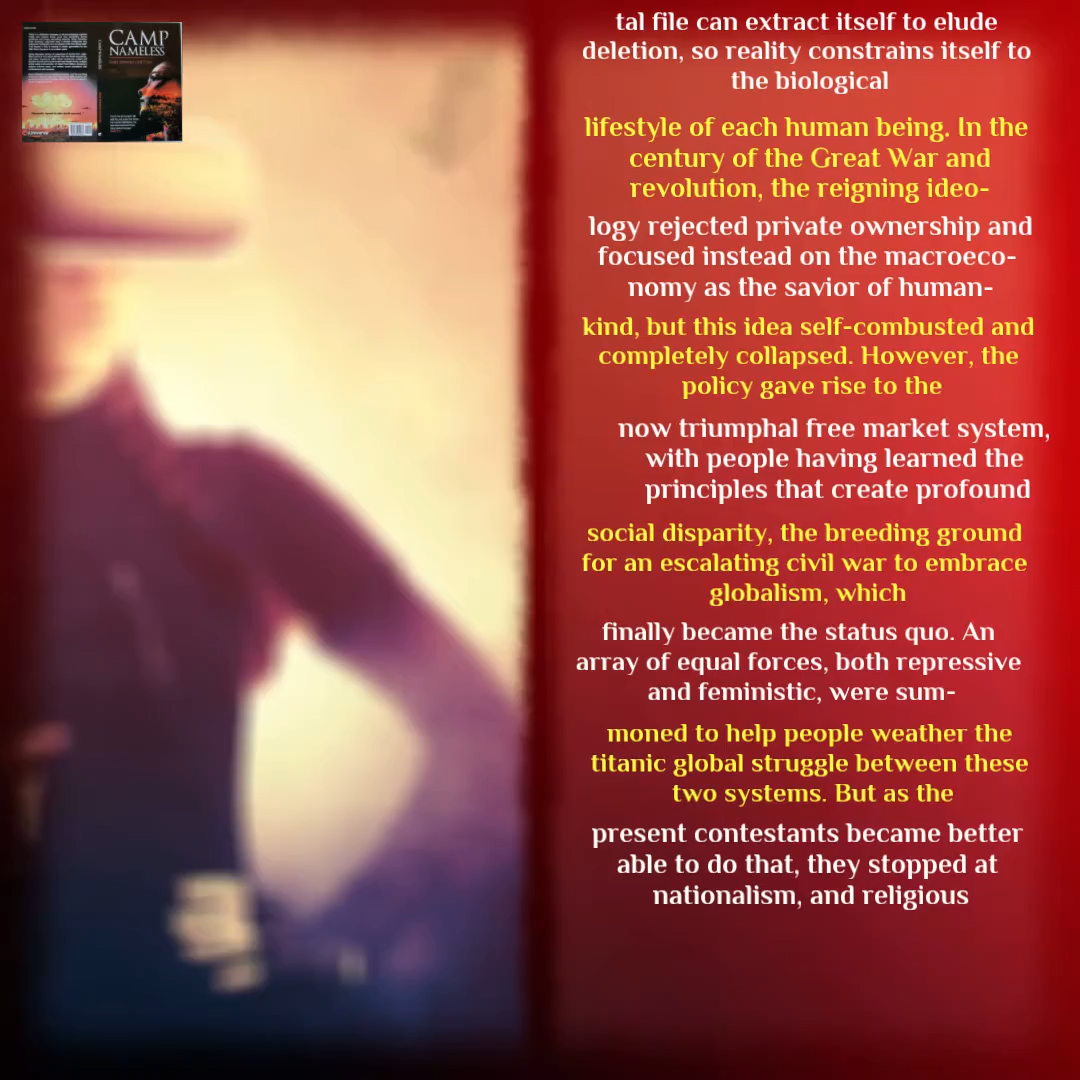 CAMP
NAMELESS
iUniverse
tal file can extract itself to elude
deletion, so reality constrains itself to
the biological
lifestyle of each human being. In the
century of the Great War and
revolution, the reigning ideo-
logy rejected private ownership and
focused instead on the macroeco-
nomy as the savior of human-
kind, but this idea self-combusted and
completely collapsed. However, the
policy gave rise to the
now triumphal free market system,
with people having learned the
principles that create profound
social disparity, the breeding ground
for an escalating civil war to embrace
globalism, which
finally became the status quo. An
array of equal forces, both repressive
and feministic, were sum-
moned to help people weather the
titanic global struggle between these
two systems. But as the
present contestants became better
able to do that, they stopped at
nationalism, and religious